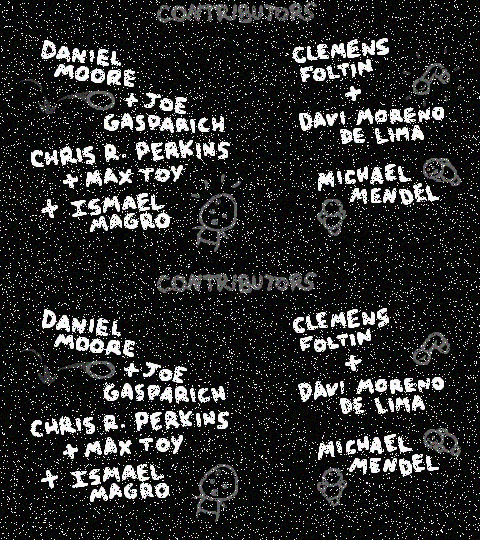 CONTRIBUTORS
DANIEL
MOORE
+ JOE
GASPARICH
CHRIS R. PERKINS
+ MAX TOY
+ ISMAEL
MAGRO
CLEMENS
FOLTIN
+
DAVI MORENO
DE LIMA
MICHAEL
MENDEL
CONTRIBUTORS
DANIEL
MOORE
+ JOE
GASPARICH
CHRIS R. PERKINS
+ MAX TOY
+ ISMAEL
MAGRO
CLEMENS
FOLTIN
+
DAVI MORENO
DE LIMA
MICHAEL
MENDEL